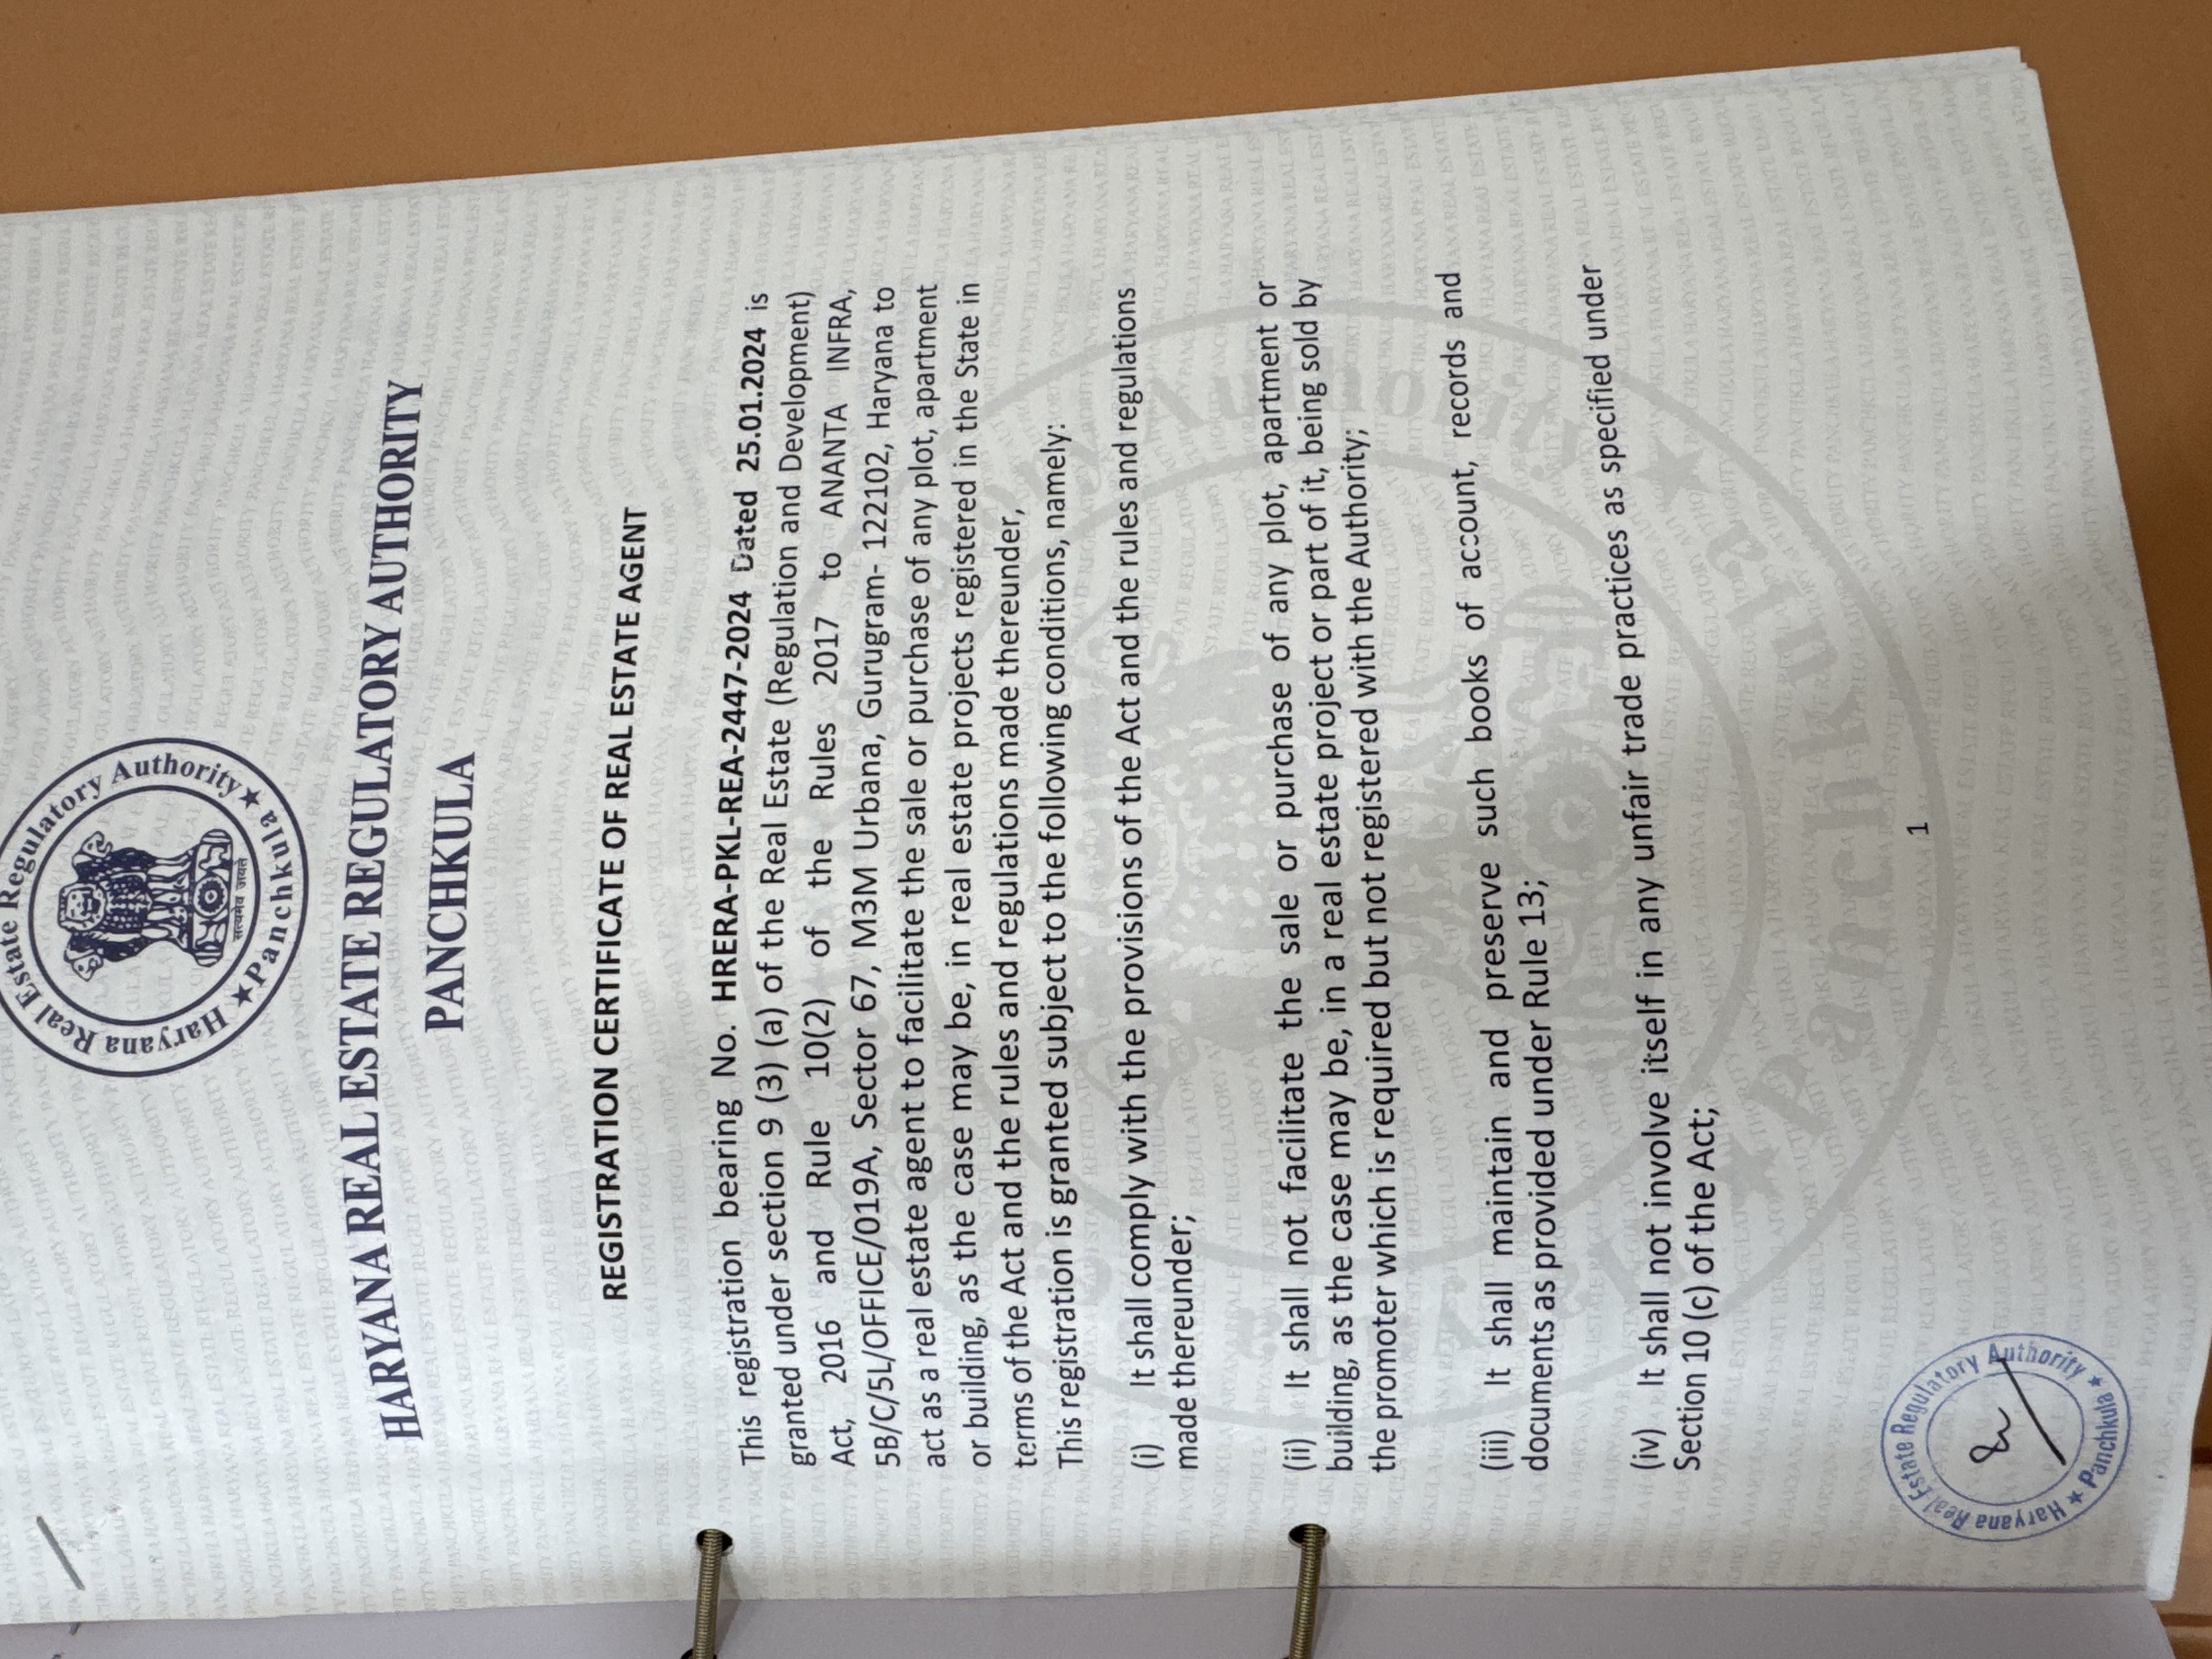 Haryana Real Estate Regulatory Authority
Panchkula
सत्यमेव जयते
HARYANA REAL ESTATE REGULATORY AUTHORITY
PANCHKULA
REGISTRATION CERTIFICATE OF REAL ESTATE AGENT
This registration bearing No. HRERA-PKL-REA-2447-2024 Dated 25.01.2024 is
granted under section 9 (3) (a) of the Real Estate (Regulation and Development)
Act, 2016 and Rule 10(2) of the Rules 2017 to ANANTA INFRA,
5B/C/5L/OFFICE/019A, Sector 67, M3M Urbana, Gurugram- 122102, Haryana to
act as a real estate agent to facilitate the sale or purchase of any plot, apartment
or building, as the case may be, in real estate projects registered in the State in
terms of the Act and the rules and regulations made thereunder,
This registration is granted subject to the following conditions, namely:
(i) It shall comply with the provisions of the Act and the rules and regulations
made thereunder;
(ii) It shall not facilitate the sale or purchase of any plot, apartment or
building, as the case may be, in a real estate project or part of it, being sold by
the promoter which is required but not registered with the Authority;
(iii) It shall maintain and preserve such books of account, records and
documents as provided under Rule 13;
(iv) It shall not involve itself in any unfair trade practices as specified under
Section 10 (c) of the Act;
Haryana Real Estate Regulatory Authority
Panchkula
1